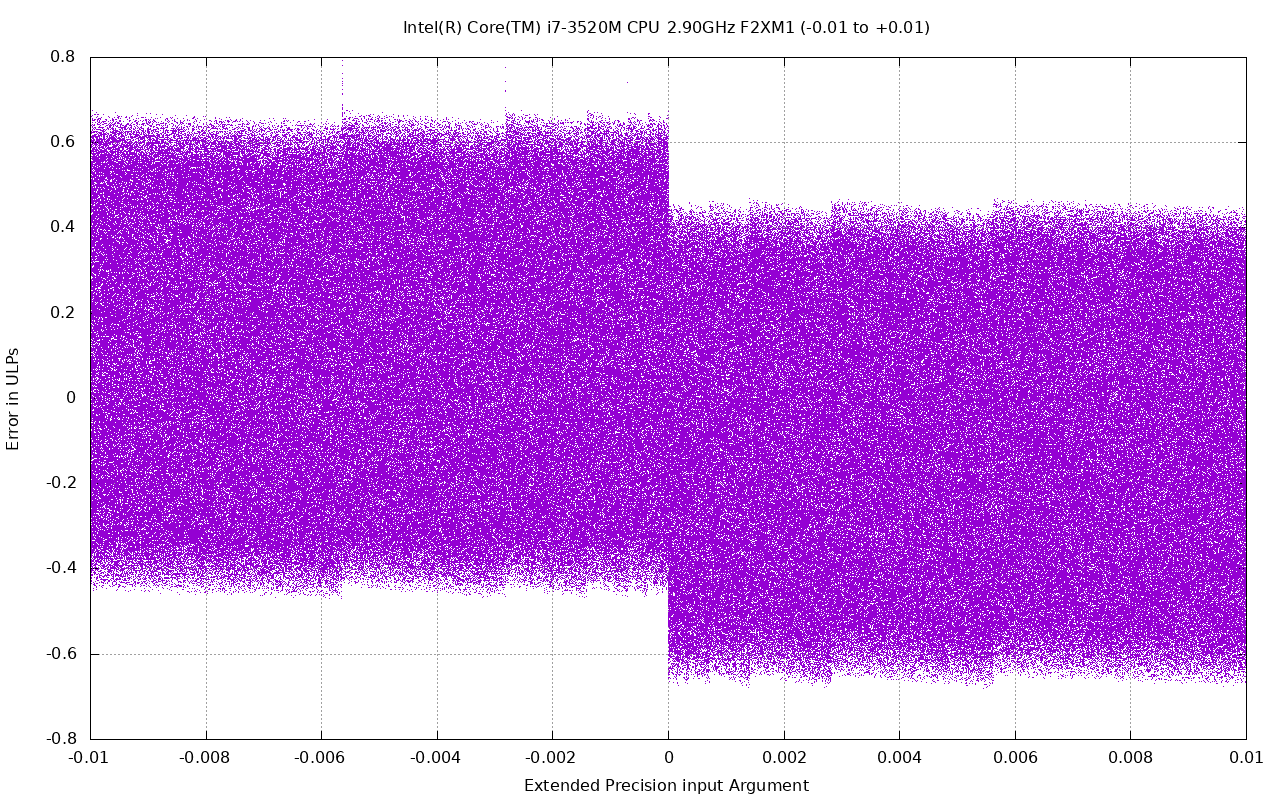 Intel(R) Core(TM) i7-3520M CPU 2.90GHz F2XM1 (-0.01 to +0.01)
0.8
0.6
0.4
0.2
0
-0.2
-0.4
-0.6
-0.8
Error in ULPs
-0.01 -0.008 -0.006 -0.004 -0.002 0 0.002 0.004 0.006 0.008 0.01
Extended Precision input Argument